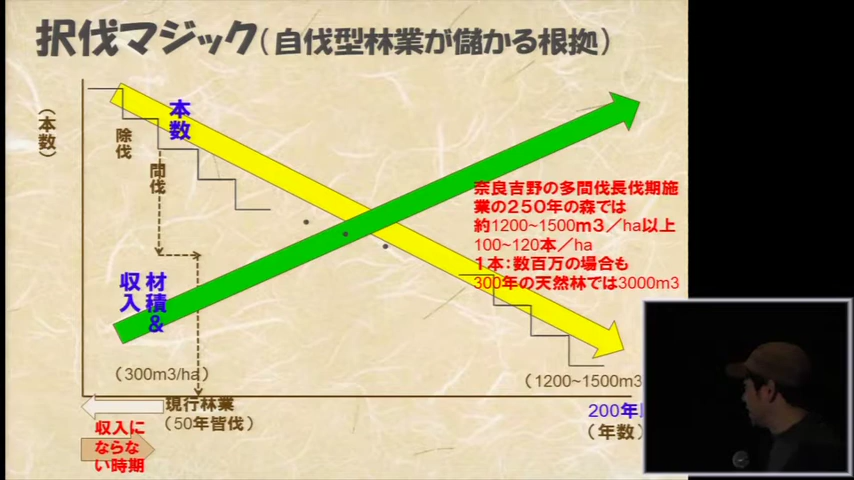 択伐マジック（自伐型林業が儲かる根拠）
（本数）
本数
除伐
間伐
奈良吉野の多間伐長伐期施
業の２５０年の森では
約1200~1500m３／ha以上
100~120本／ha
１本：数百万の場合も
300年の天然林では3000m3
材積＆
収入
（300m3/ha）
（1200~1500m3
現行林業
（50年皆伐）
200年
（年数）
収入に
ならな
い時期